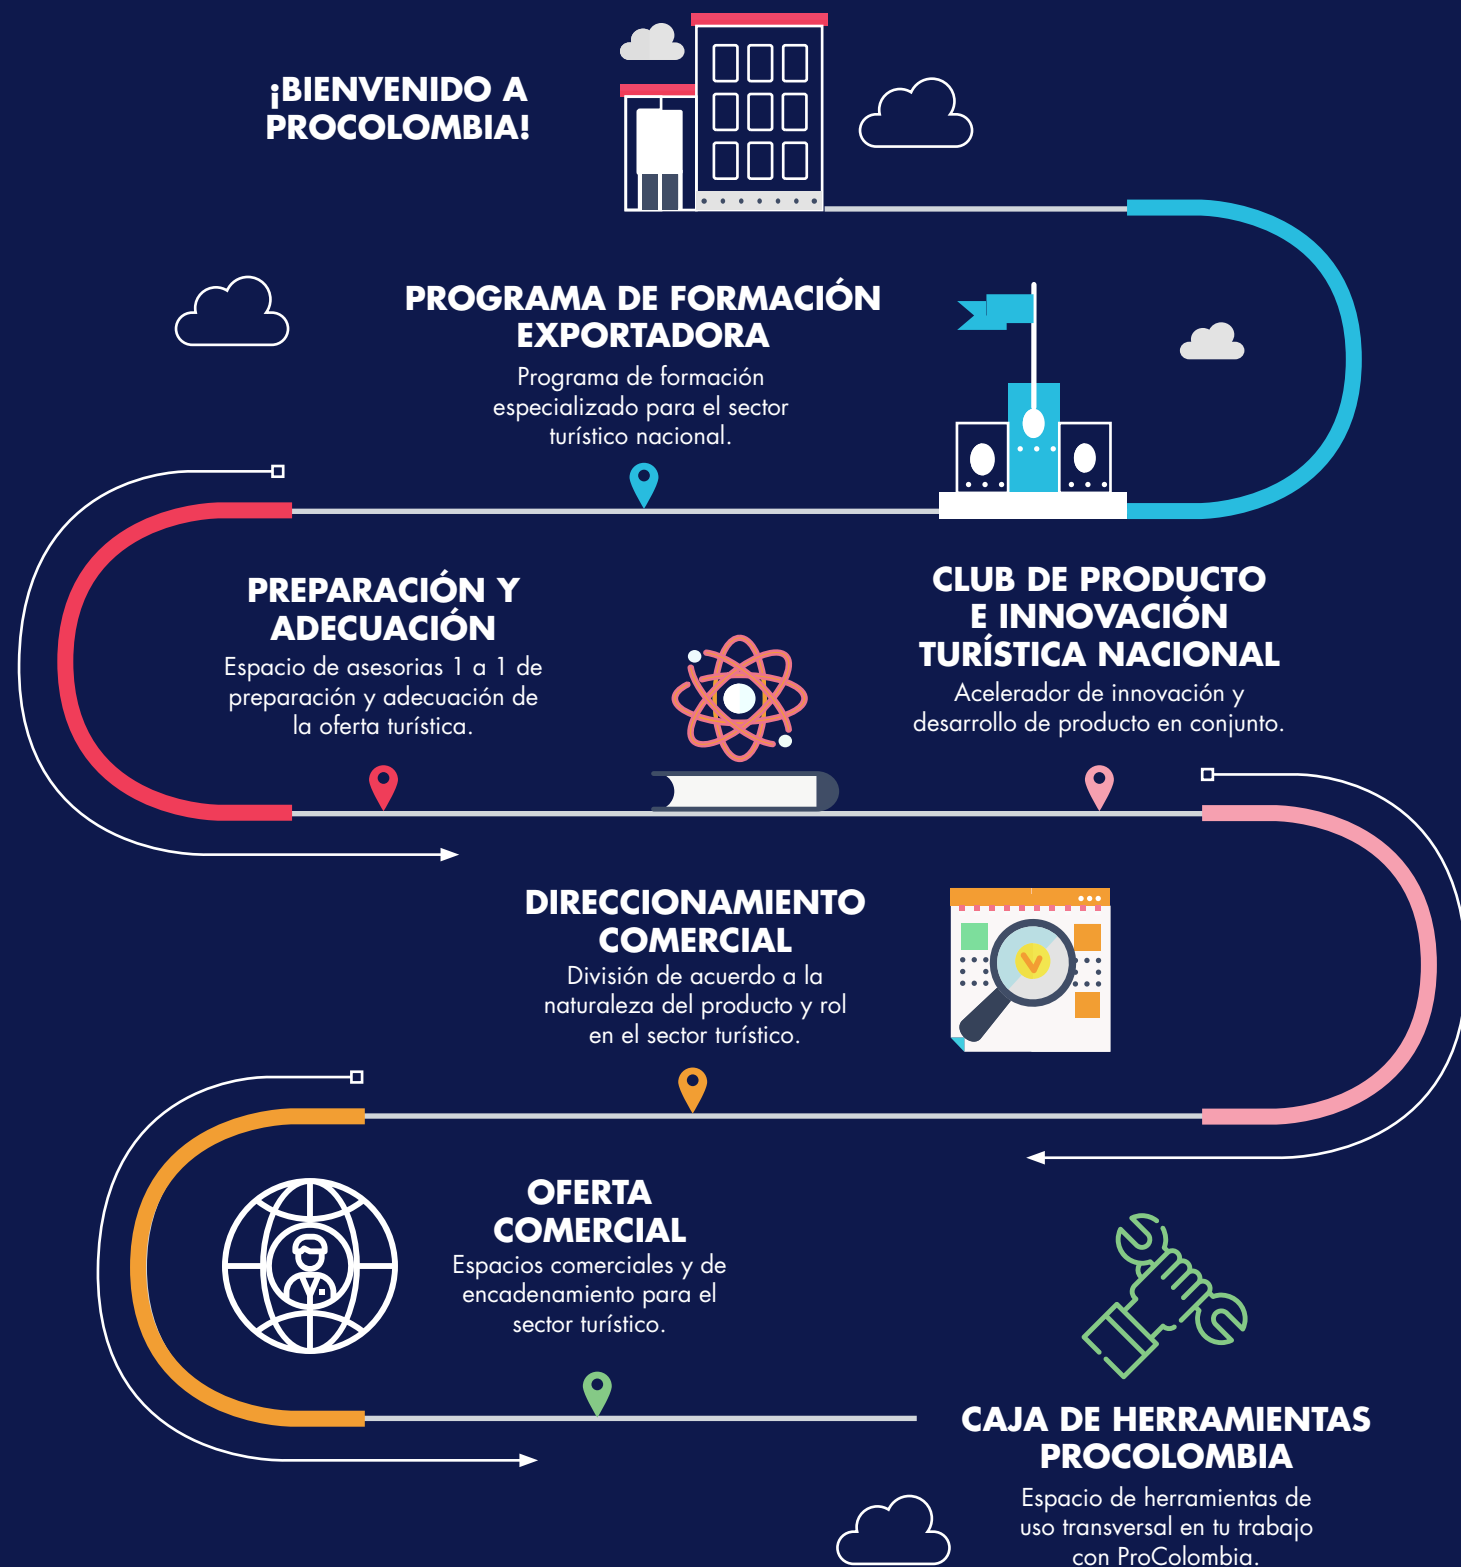 ¡BIENVENIDO A
PROCOLOMBIA!
PROGRAMA DE FORMACIÓN
EXPORTADORA
Programa de formación
especializado para el sector
turístico nacional.
PREPARACIÓN Y
ADECUACIÓN
Espacio de asesorias 1 a 1 de
preparación y adecuación de
la oferta turística.
CLUB DE PRODUCTO
E INNOVACIÓN
TURÍSTICA NACIONAL
Acelerador de innovación y
desarrollo de producto en conjunto.
DIRECCIONAMIENTO
COMERCIAL
División de acuerdo a la
naturaleza del producto y rol
en el sector turístico.
OFERTA
COMERCIAL
Espacios comerciales y de
encadenamiento para el
sector turístico.
CAJA DE HERRAMIENTAS
PROCOLOMBIA
Espacio de herramientas de
uso transversal en tu trabajo
con ProColombia.